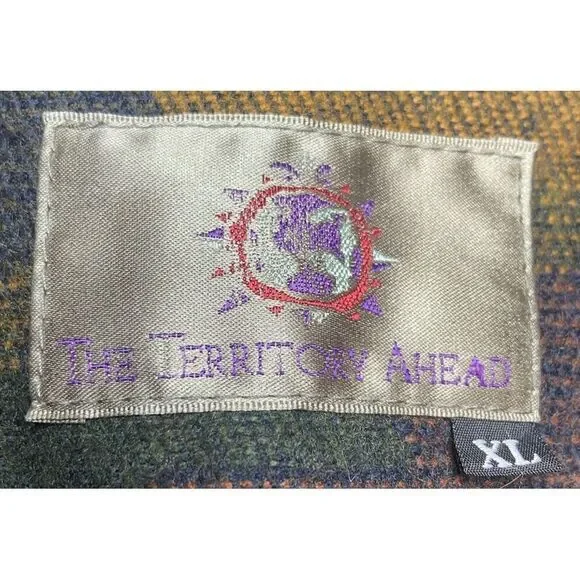 THE TERRITORY AHEAD
XL